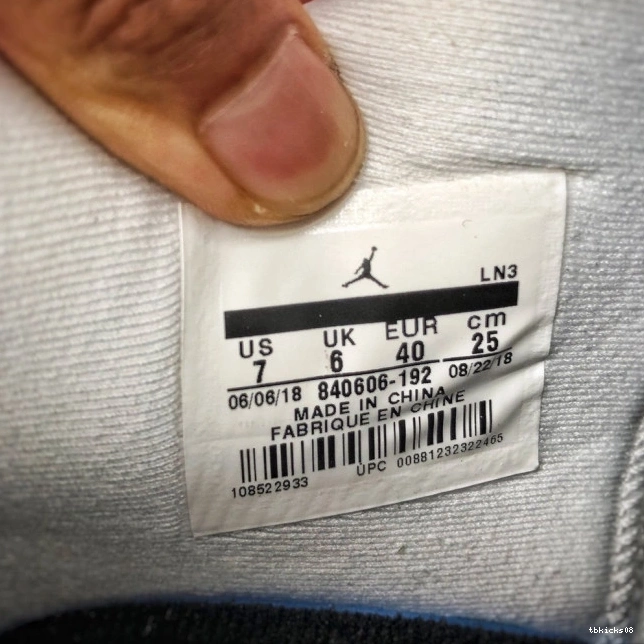 LN3
US UK EUR cm
7 6 40 25
06/06/18 840606-192 08/22/18
MADE IN CHINA
FABRIQUE EN CHINE
108522933 UPC 00881232322465
tbkicks08